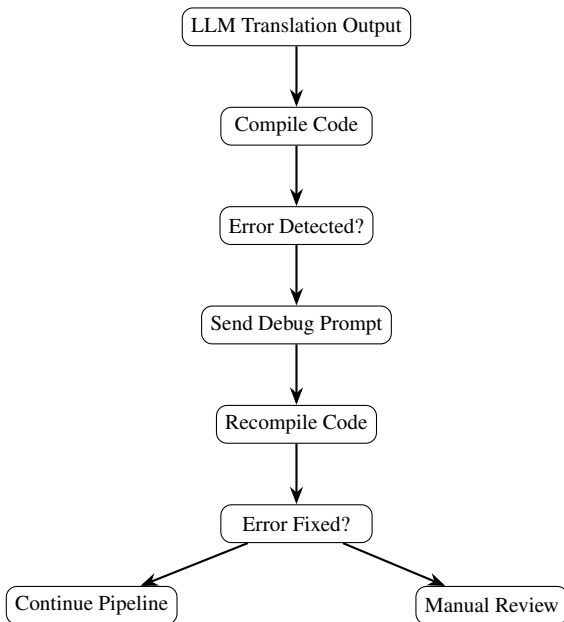 LLM Translation Output
Compile Code
Error Detected?
Send Debug Prompt
Recompile Code
Error Fixed?
Continue Pipeline
Manual Review